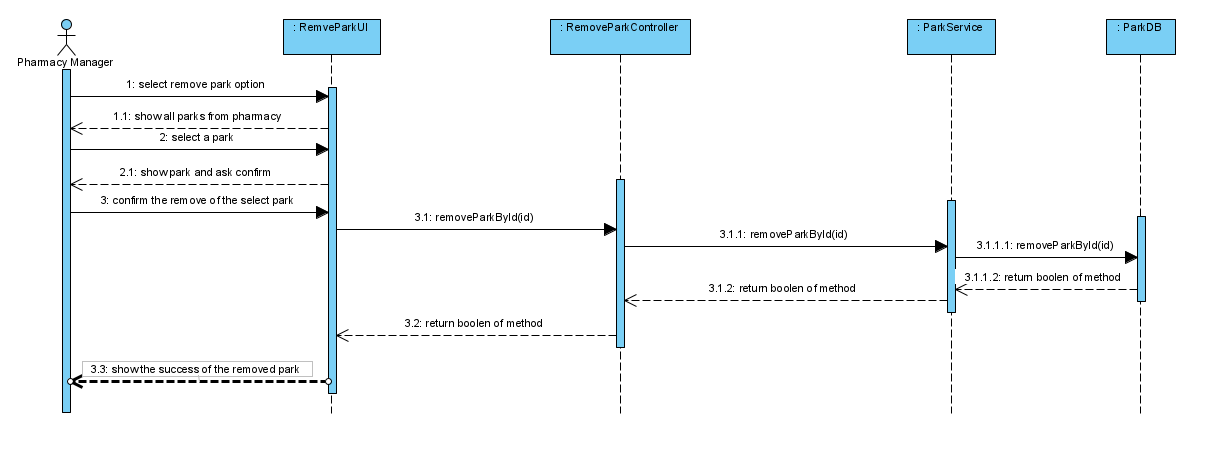 : RemveParkUI
: RemoveParkController
: ParkService
: ParkDB
Pharmacy Manager
1: select remove park option
1.1: show all parks from pharmacy
2: select a park
2.1: show park and ask confirm
3: confirm the remove of the select park
3.1: removeParkById(id)
3.1.1: removeParkById(id)
3.1.1.1: removeParkById(id)
3.1.1.2: return boolen of method
3.1.2: return boolen of method
3.2: return boolen of method
3.3: show the success of the removed park